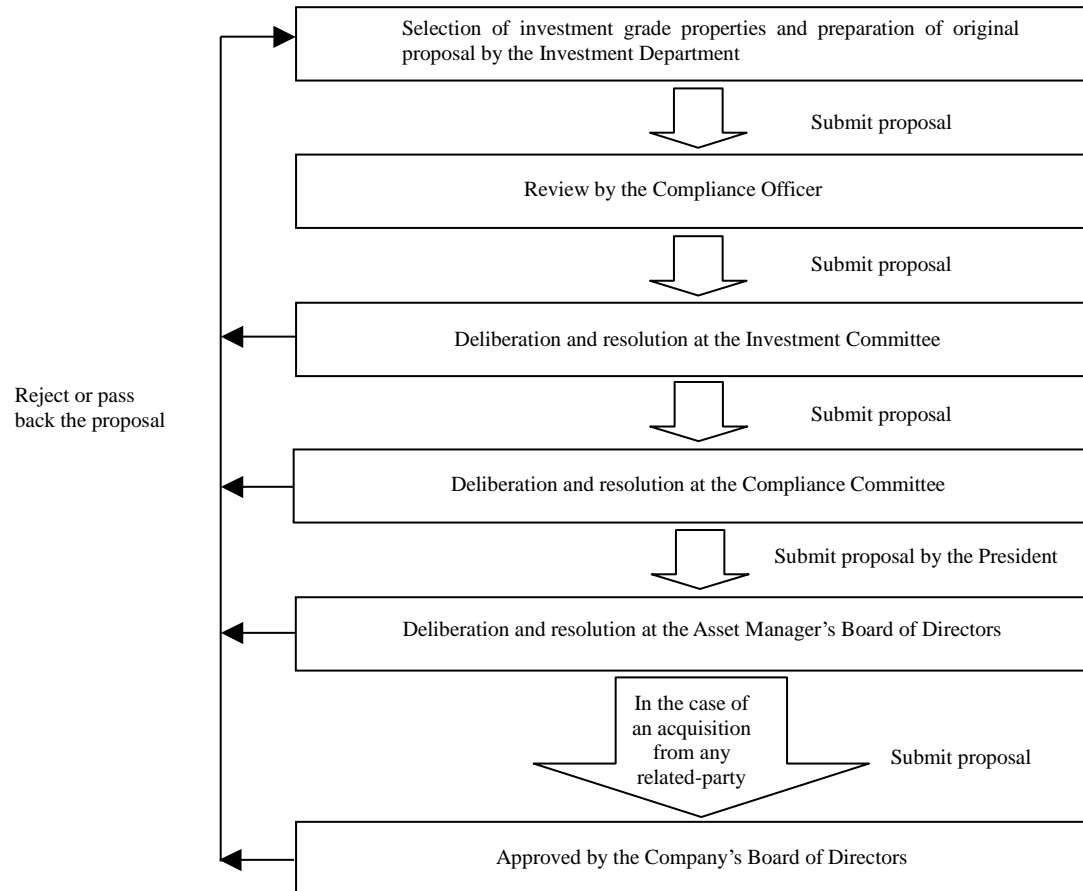 Selection of investment grade properties and preparation of original
proposal by the Investment Department
Submit proposal
Review by the Compliance Officer
Submit proposal
Deliberation and resolution at the Investment Committee
Reject or pass
back the proposal
Submit proposal
Deliberation and resolution at the Compliance Committee
Submit proposal by the President
Deliberation and resolution at the Asset Manager’s Board of Directors
In the case of
an acquisition
from any
related-party
Submit proposal
Approved by the Company’s Board of Directors